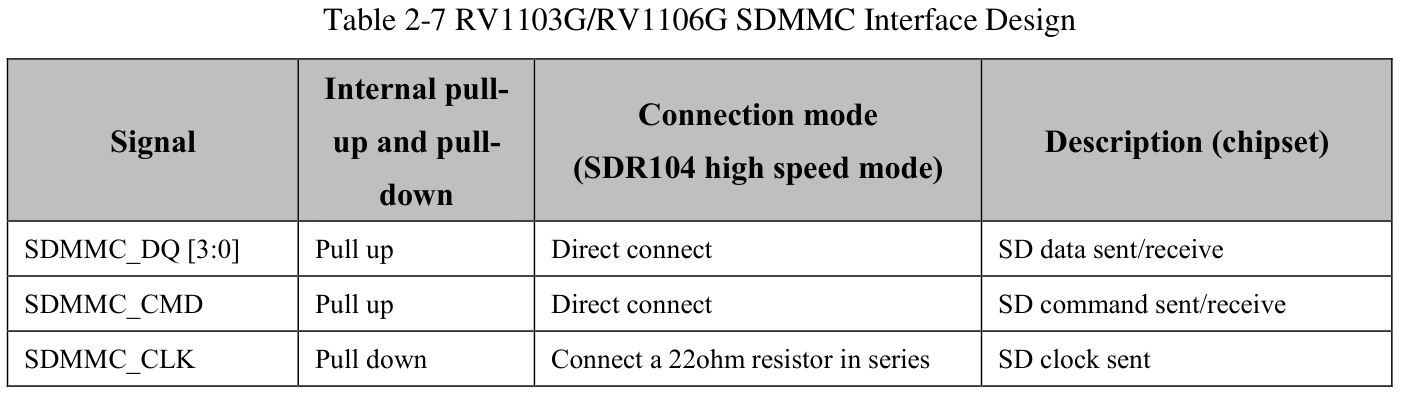 Table 2-7 RV1103G/RV1106G SDMMC Interface Design
Signal
Internal pull-
up and pull-
down
Connection mode
(SDR104 high speed mode)
Description (chipset)
SDMMC_DQ [3:0] Pull up Direct connect SD data sent/receive
SDMMC_CMD Pull up Direct connect SD command sent/receive
SDMMC_CLK Pull down Connect a 22ohm resistor in series SD clock sent